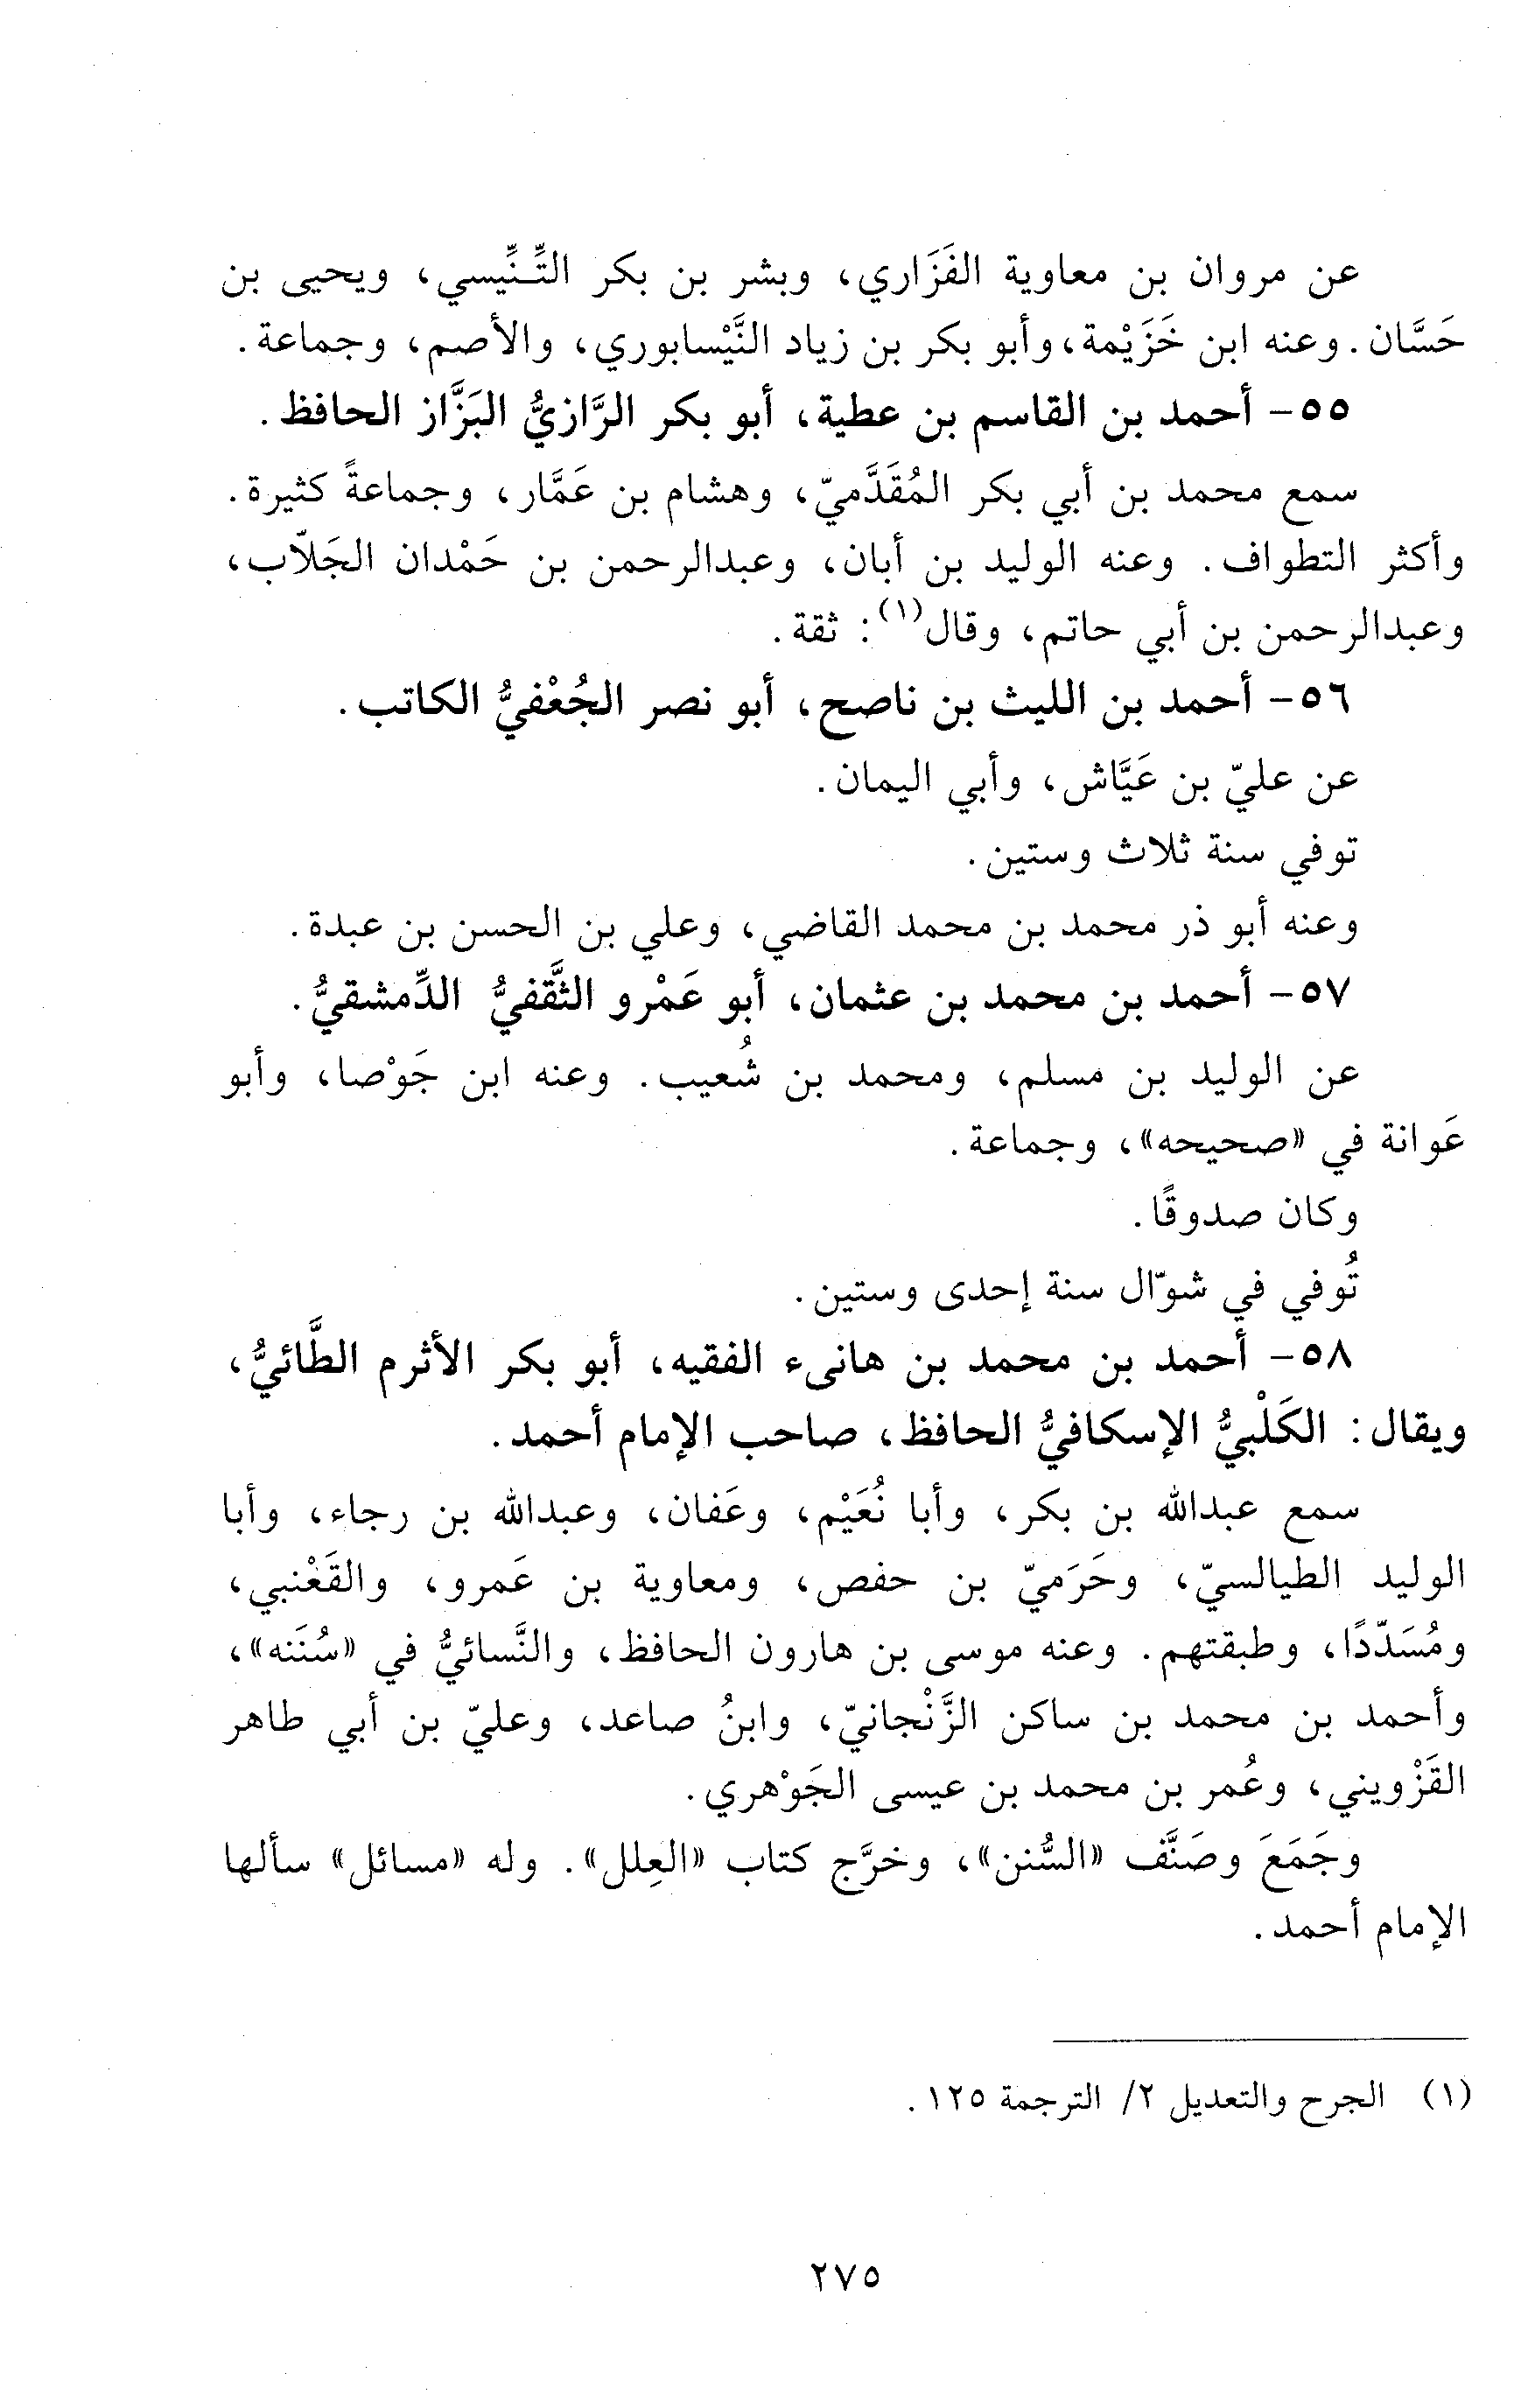 عن مروان بن معاوية الفَزَاري، وبشر بن بكر التِّنِّيسي، ويحيى بن
حَسَّان. وعنه ابن خَزَيْمة، وأبو بكر بن زياد النَّيْسابوري، والأصم، وجماعة.
٥٥- أحمد بن القاسم بن عطية، أبو بكر الرَّازيُّ البَزَّاز الحافظ.
سمع محمد بن أبي بكر المُقَدَّميّ، وهشام بن عَمَّار، وجماعةً كثيرة.
وأكثر التطواف. وعنه الوليد بن أبان، وعبدالرحمن بن حَمْدان الجَلاّب،
وعبدالرحمن بن أبي حاتم، وقال(١): ثقة.
٥٦- أحمد بن الليث بن ناصح، أبو نصر الجُعْفيُّ الكاتب.
عن عليّ بن عَيَّاش، وأبي اليمان.
توفي سنة ثلاث وستين.
وعنه أبو ذر محمد بن محمد القاضي، وعلي بن الحسن بن عبدة.
٥٧- أحمد بن محمد بن عثمان، أبو عَمْرو الثَّقَفيُّ الدِّمشقيُّ.
عن الوليد بن مسلم، ومحمد بن شُعيب. وعنه ابن جَوْصا، وأبو
عَوانة في «صحيحه»، وجماعة.
وكان صدوقًا.
تُوفي في شوّال سنة إحدى وستين.
٥٨- أحمد بن محمد بن هانىء الفقيه، أبو بكر الأثرم الطَّائيُّ،
ويقال: الكَلْبيُّ الإسكافيُّ الحافظ، صاحب الإمام أحمد.
سمع عبدالله بن بكر، وأبا نُعَيْم، وعَفان، وعبدالله بن رجاء، وأبا
الوليد الطيالسيّ، وحَرَميّ بن حفص، ومعاوية بن عَمرو، والقَعْنبي،
ومُسَدّدًا، وطبقتهم. وعنه موسى بن هارون الحافظ، والنَّسائيُّ في «سُنَنه»،
وأحمد بن محمد بن ساكن الزَّنْجانيّ، وابنُ صاعد، وعليّ بن أبي طاهر
القَزْويني، وعُمر بن محمد بن عيسى الجَوْهري.
وجَمَعَ وصَنَّف «السُّنن»، وخرَّج كتاب «العِلل». وله «مسائل» سألها
الإمام أحمد.
(١) الجرح والتعديل ٢/ الترجمة ١٢٥.
٢٧٥